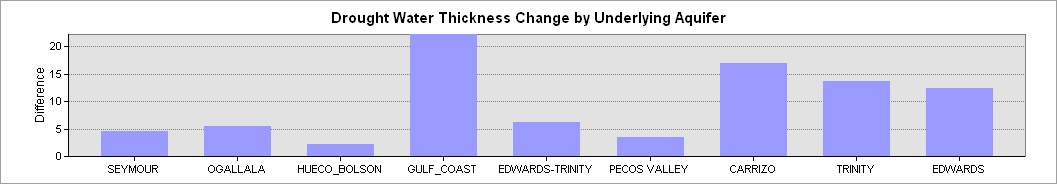 Drought Water Thickness Change by Underlying Aquifer
Difference
20
15
10
5
0
SEYMOUR OGALLALA HUECO_BOLSON GULF_COAST EDWARDS-TRINITY PECOS VALLEY CARRIZO TRINITY EDWARDS